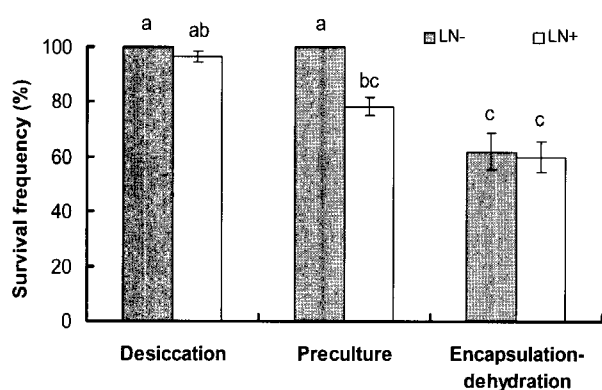 a
ab
a
bc
c
c
LN-
LN+
Survival frequency (%)
100
80
60
40
20
0
Desiccation
Preculture
Encapsulation-
dehydration